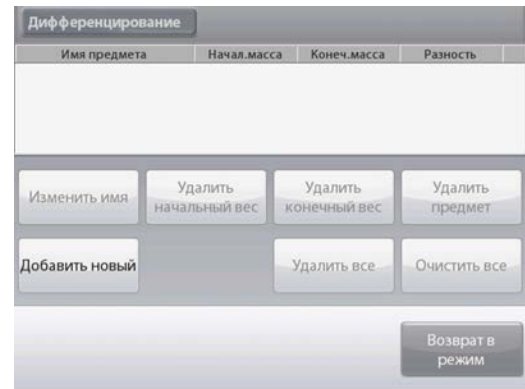 Дифференцирование
Имя предмета Начал.масса Конеч.масса Разность
Изменить имя
Удалить
начальный вес
Удалить
конечный вес
Удалить
предмет
Добавить новый
Удалить все
Очистить все
Возврат в
режим